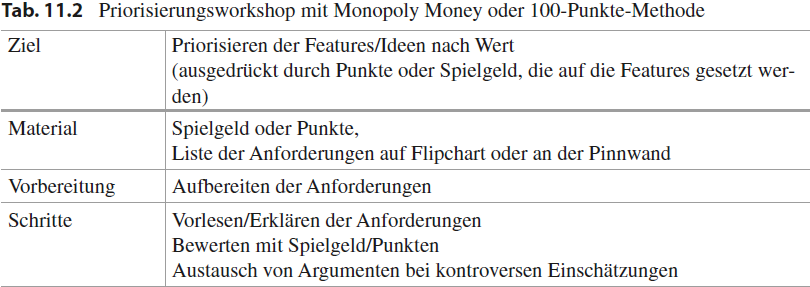 Tab. 11.2 Priorisierungsworkshop mit Monopoly Money oder 100-Punkte-Methode
Ziel Priorisieren der Features/Ideen nach Wert
(ausgedrückt durch Punkte oder Spielgeld, die auf die Features gesetzt wer-
den)
Material Spielgeld oder Punkte,
Liste der Anforderungen auf Flipchart oder an der Pinnwand
Vorbereitung Aufbereiten der Anforderungen
Schritte Vorlesen/Erklären der Anforderungen
Bewerten mit Spielgeld/Punkten
Austausch von Argumenten bei kontroversen Einschätzungen